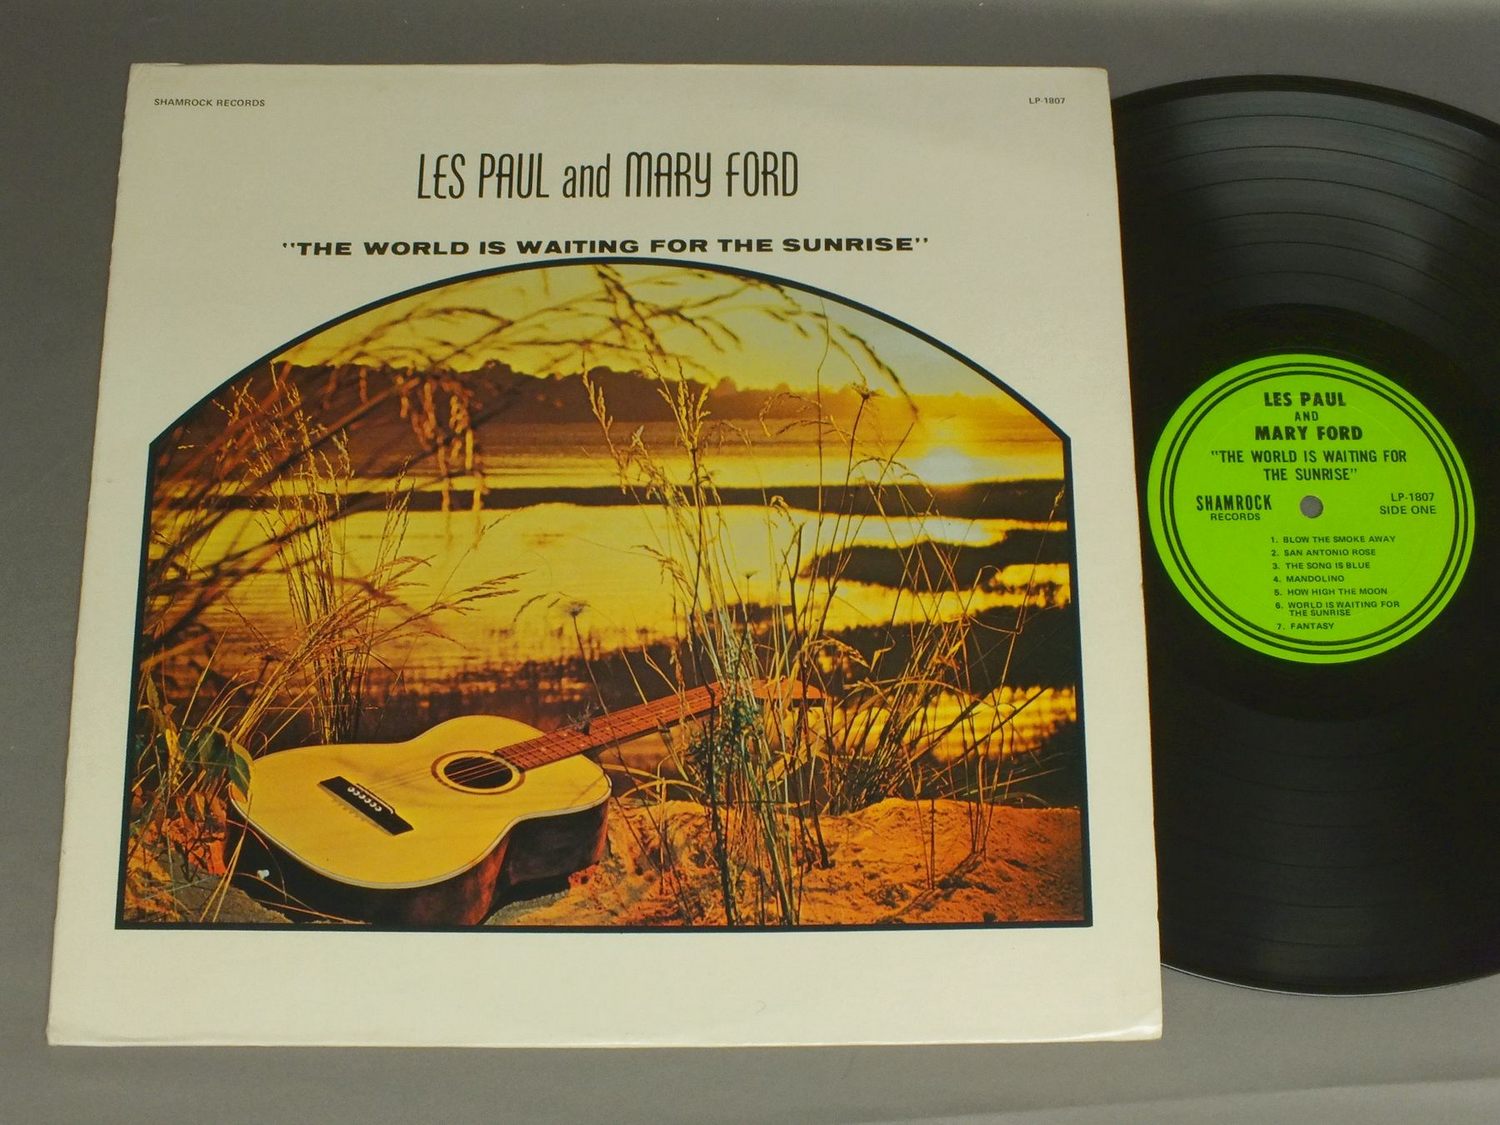 SHAMROCK RECORDS
LP-1807
LES PAUL and MARY FORD
"THE WORLD IS WAITING FOR THE SUNRISE"
LES PAUL
AND
MARY FORD
"THE WORLD IS WAITING FOR
THE SUNRISE"
SHAMROCK
RECORDS
LP-1807
SIDE ONE
1. BLOW THE SMOKE AWAY
2. SAN ANTONIO ROSE
3. THE SONG IS BLUE
4. MANDOLINO
5. HOW HIGH THE MOON
6. WORLD IS WAITING FOR
THE SUNRISE
7. FANTASY